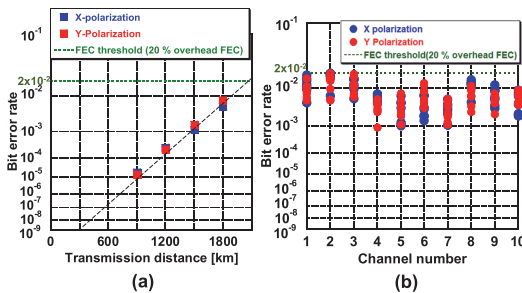 X-polarization
Y-Polarization
FEC threshold(20 % overhead FEC)
10-1
2x10-2
10-2
10-3
10-4
10-5
10-6
10-7
10-8
10-9
Bit error rate
0 600 1200 1800
Transmission distance [km]
(a)
X polarization
Y Polarization
FEC threshold(20 % overhead FEC)
10-1
2x10-2
10-2
10-3
10-4
10-5
10-6
10-7
10-8
10-9
Bit error rate
1 2 3 4 5 6 7 8 9 10
Channel number
(b)